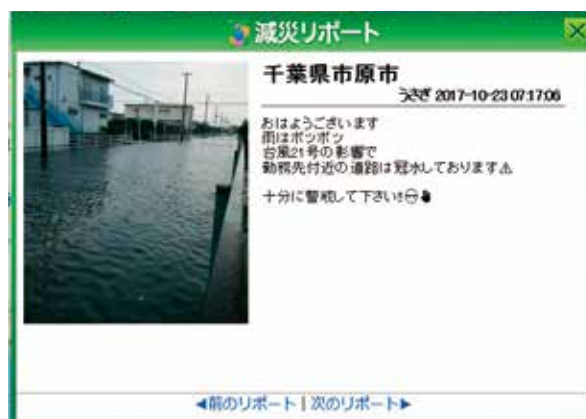 減災リポート
千葉県市原市
うさぎ 2017-10-23 07:17:06
おはようございます
雨はポツポツ
台風21号の影響で
勤務先付近の道路は冠水しております⚠
十分に警戒して下さい‼
◀前のリポート | 次のリポート▶